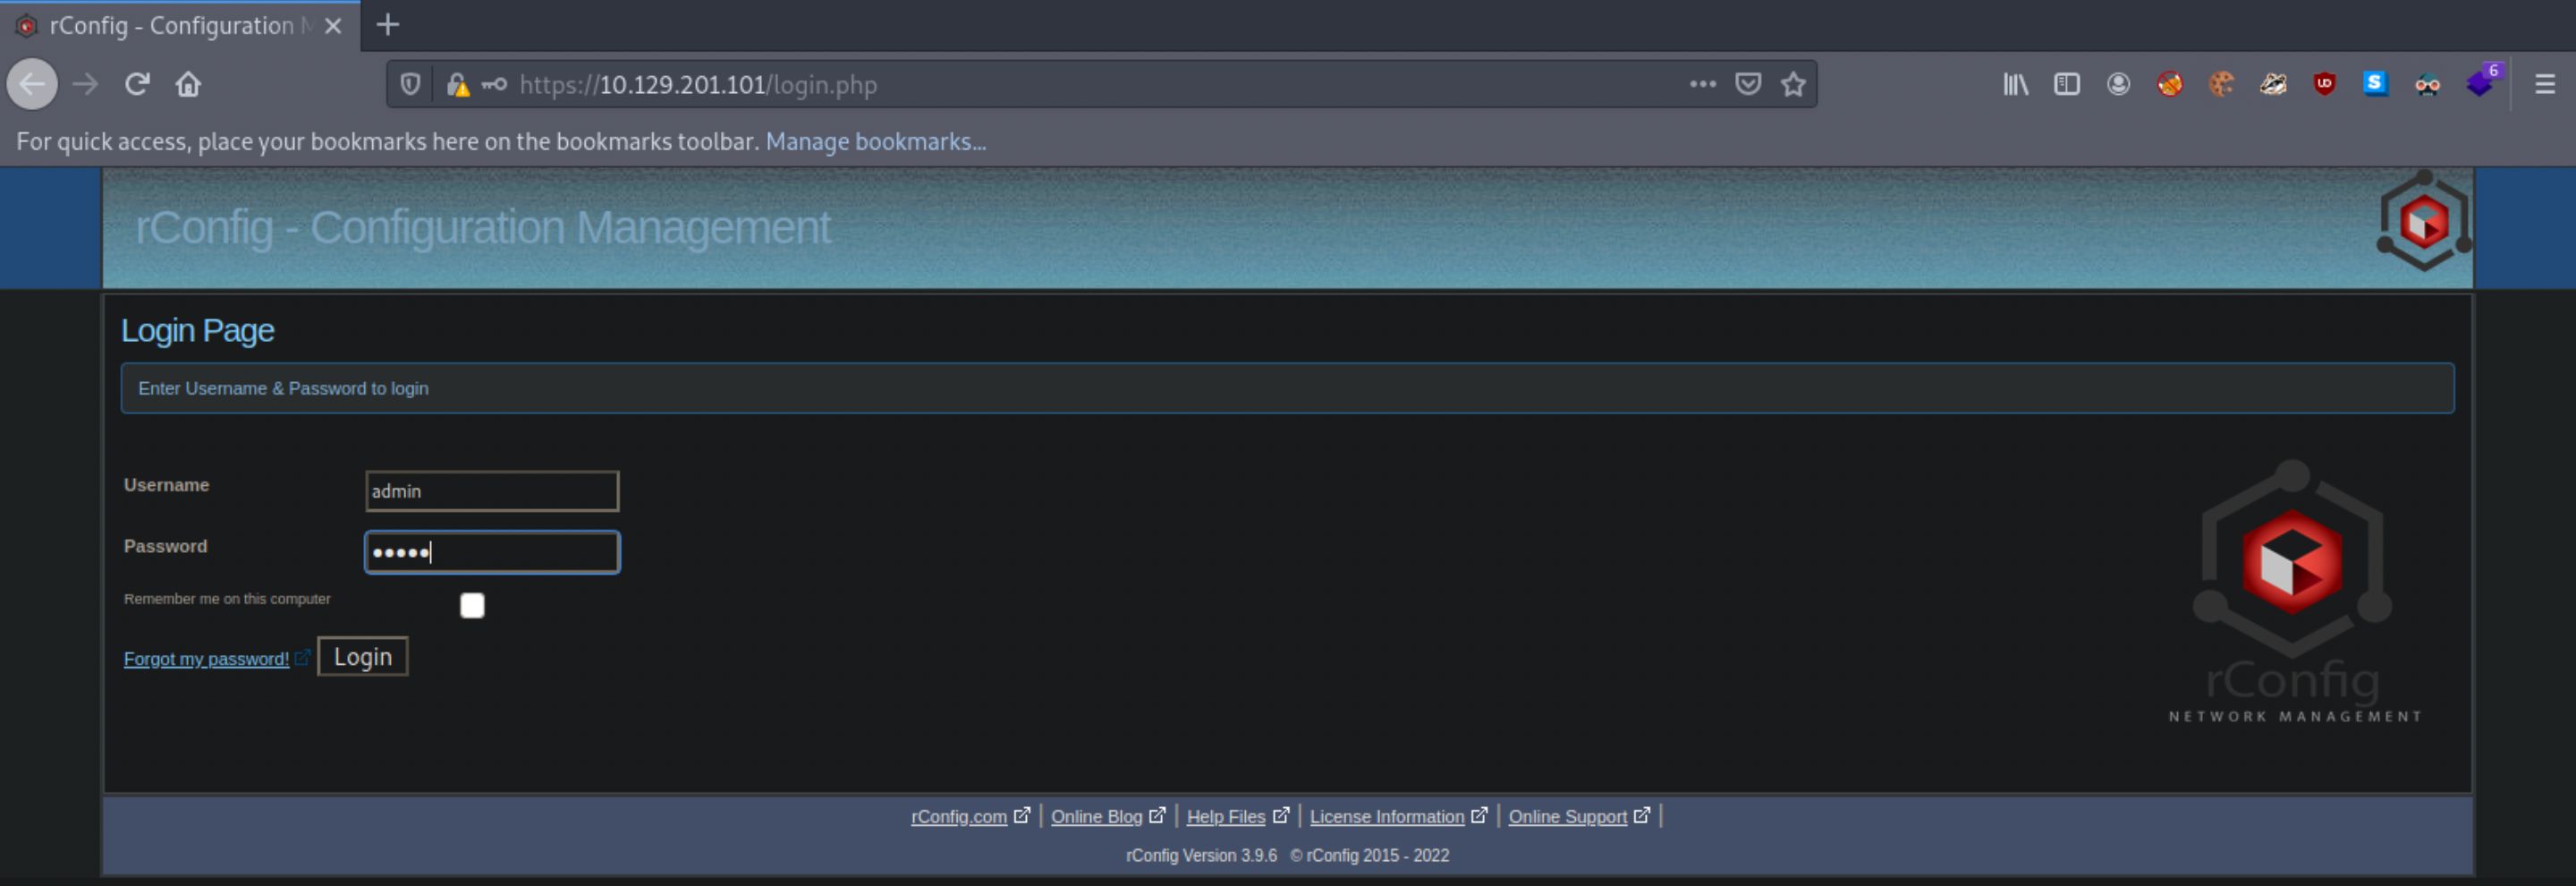 rConfig - Configuration M
https://10.129.201.101/login.php
6
For quick access, place your bookmarks here on the bookmarks toolbar. Manage bookmarks...
rConfig - Configuration Management
Login Page
Enter Username & Password to login
Username admin
Password •••••
Remember me on this computer
Forgot my password! Login
rConfig
NETWORK MANAGEMENT
rConfig.com | Online Blog | Help Files | License Information | Online Support |
rConfig Version 3.9.6 © rConfig 2015 - 2022